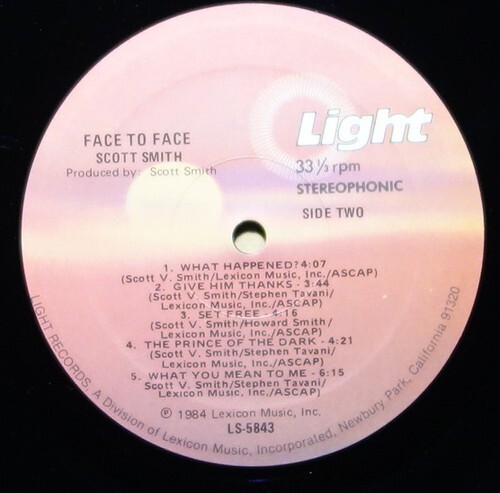 FACE TO FACE
SCOTT SMITH
Produced by: Scott Smith
Light
33 1/3 rpm
STEREOPHONIC
SIDE TWO
1. WHAT HAPPENED? 4:07
(Scott V. Smith/Lexicon Music, Inc./ASCAP)
2. GIVE HIM THANKS - 3:44
(Scott V. Smith/Stephen Tavani/
Lexicon Music, Inc./ASCAP)
3. SET FREE - 4:16
(Scott V. Smith/Howard Smith/
Lexicon Music, Inc./ASCAP)
4. THE PRINCE OF THE DARK - 4:21
(Scott V. Smith/Stephen Tavani/
Lexicon Music, Inc./ASCAP)
5. WHAT YOU MEAN TO ME - 6:15
Scott V. Smith/Stephen Tavani/
Lexicon Music, Inc./ASCAP)
℗ 1984 Lexicon Music, Inc.
LS-5843
LIGHT RECORDS, A Division of Lexicon Music, Incorporated, Newbury Park, California 91320